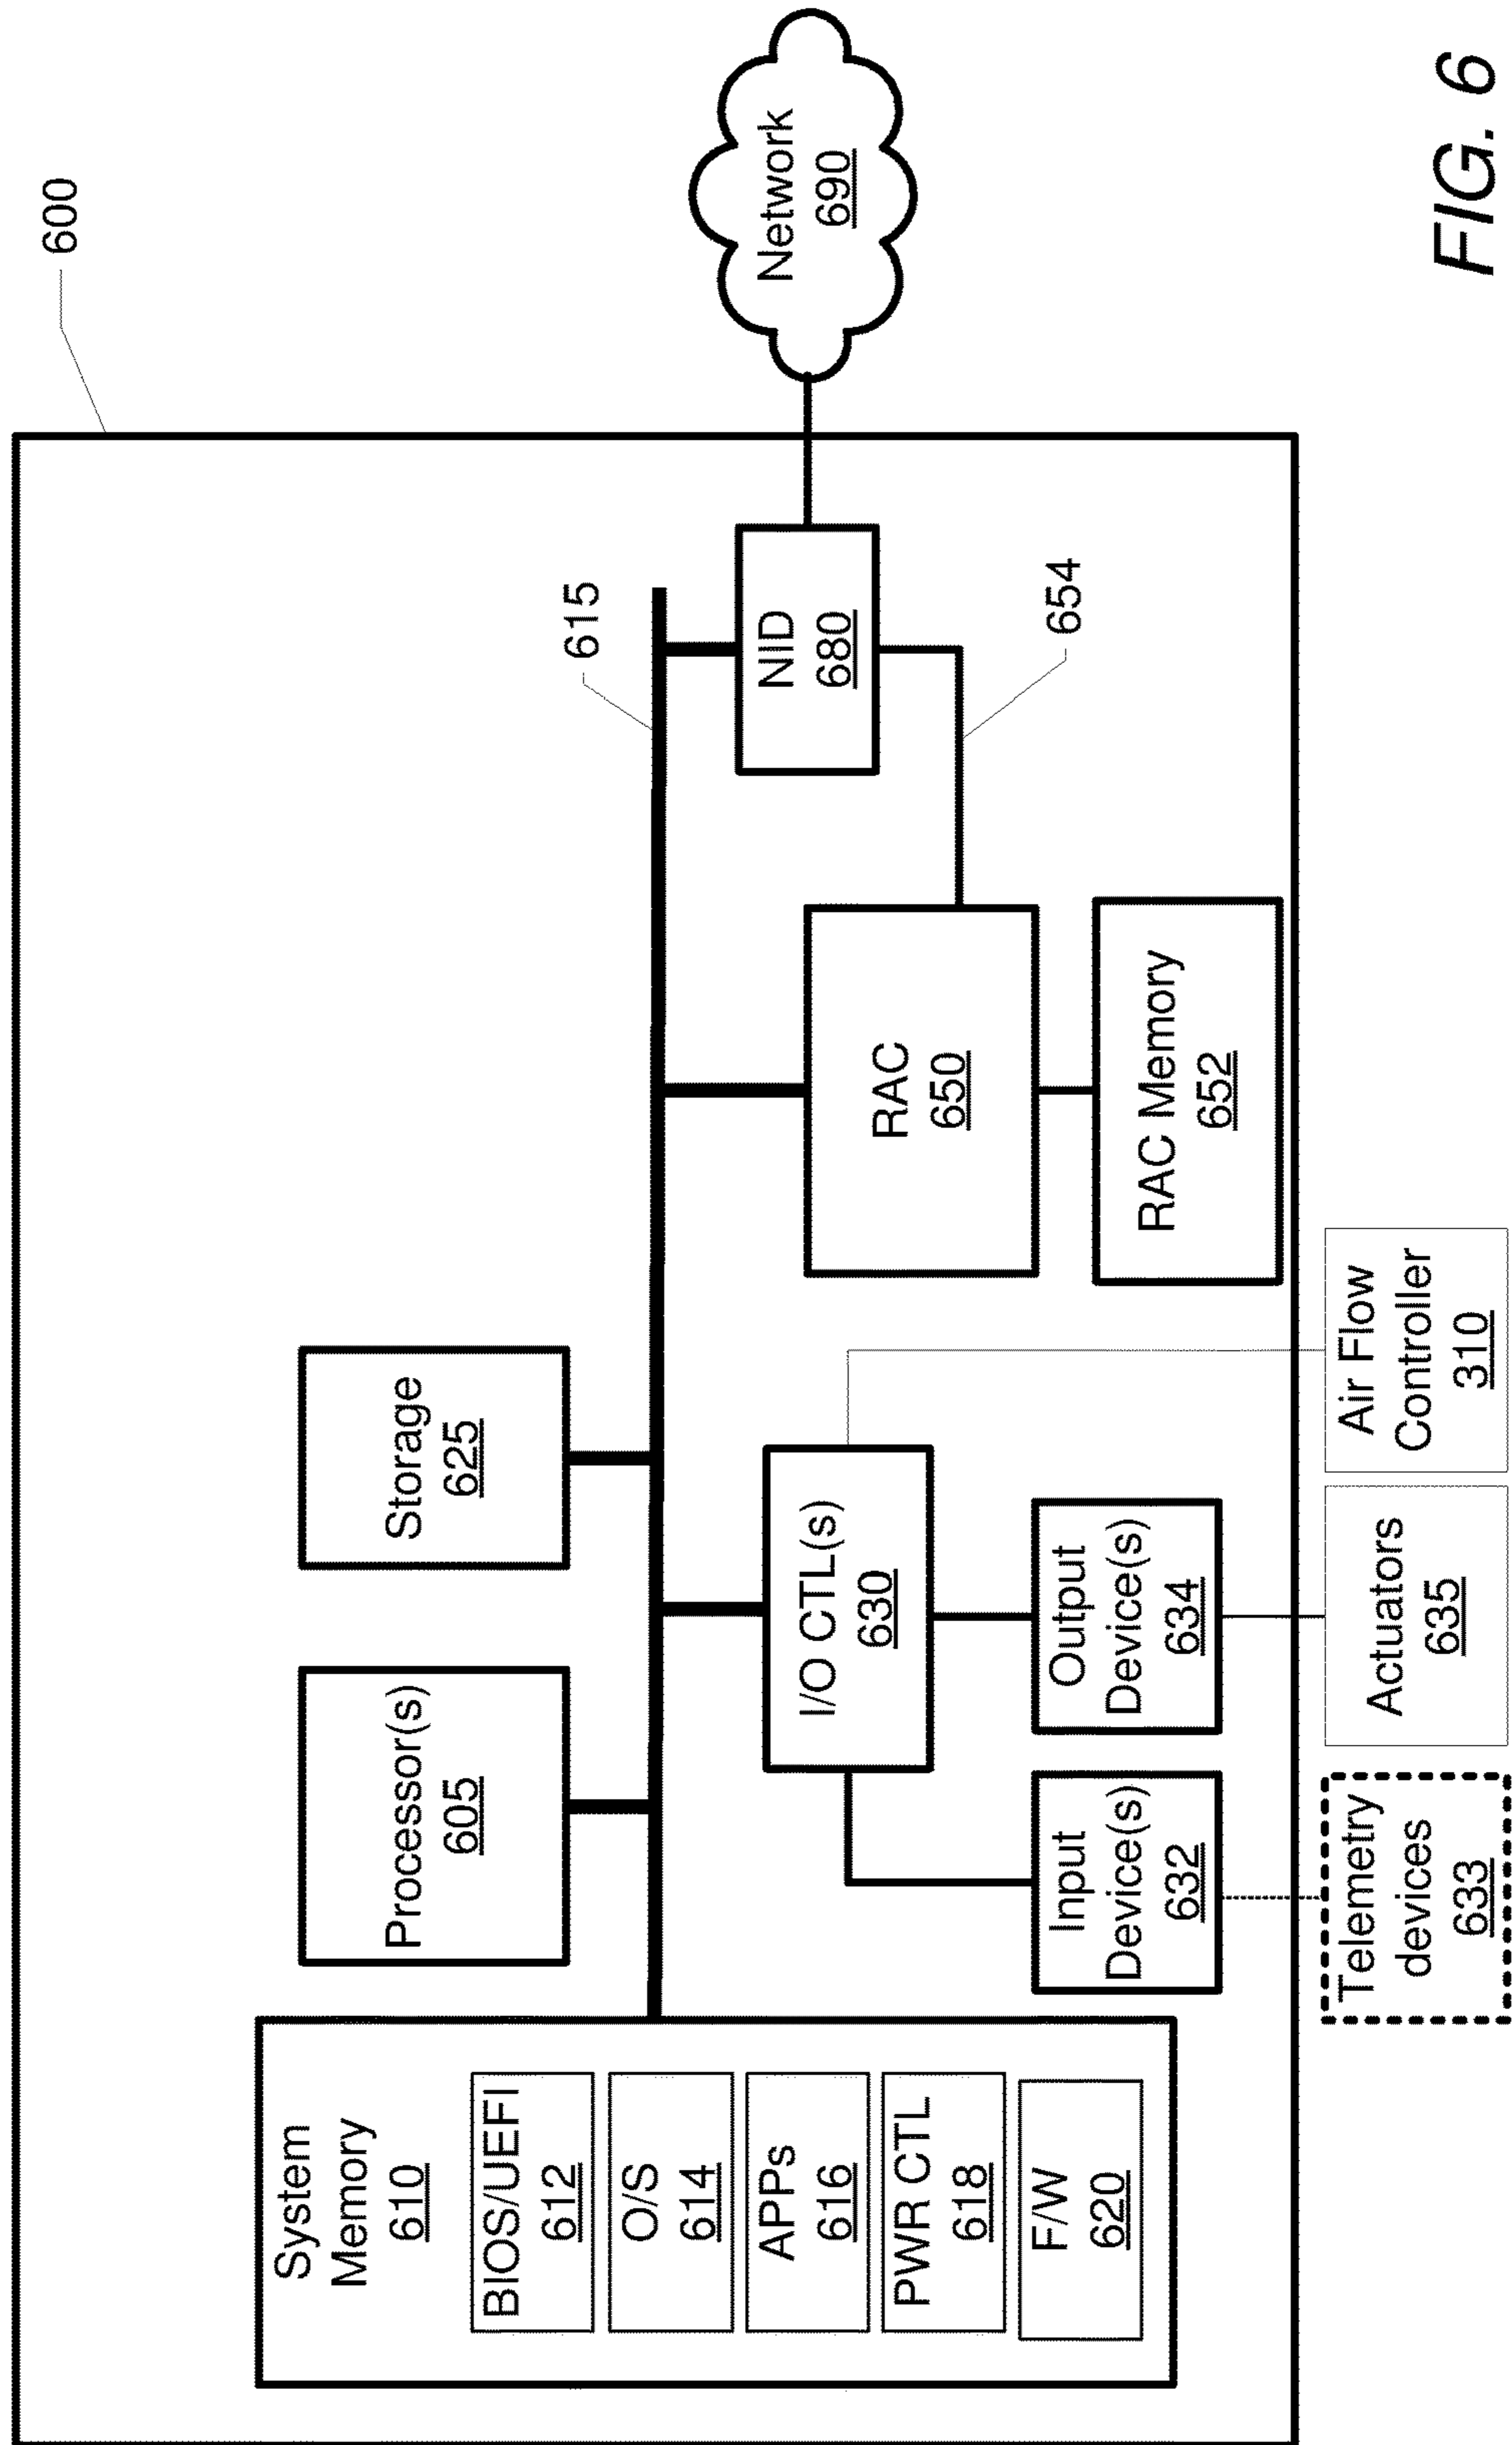 600
System
Memory
610
BIOS/UEFI
612
O/S
614
APPs
616
PWR CTL
618
F/W
620
Processor(s)
605
Storage
625
615
I/O CTL(s)
630
Input
Device(s)
632
Output
Device(s)
634
RAC
650
RAC Memory
652
NID
680
654
Network
690
Telemetry
devices
633
Actuators
635
Air Flow
Controller
310
FIG. 6